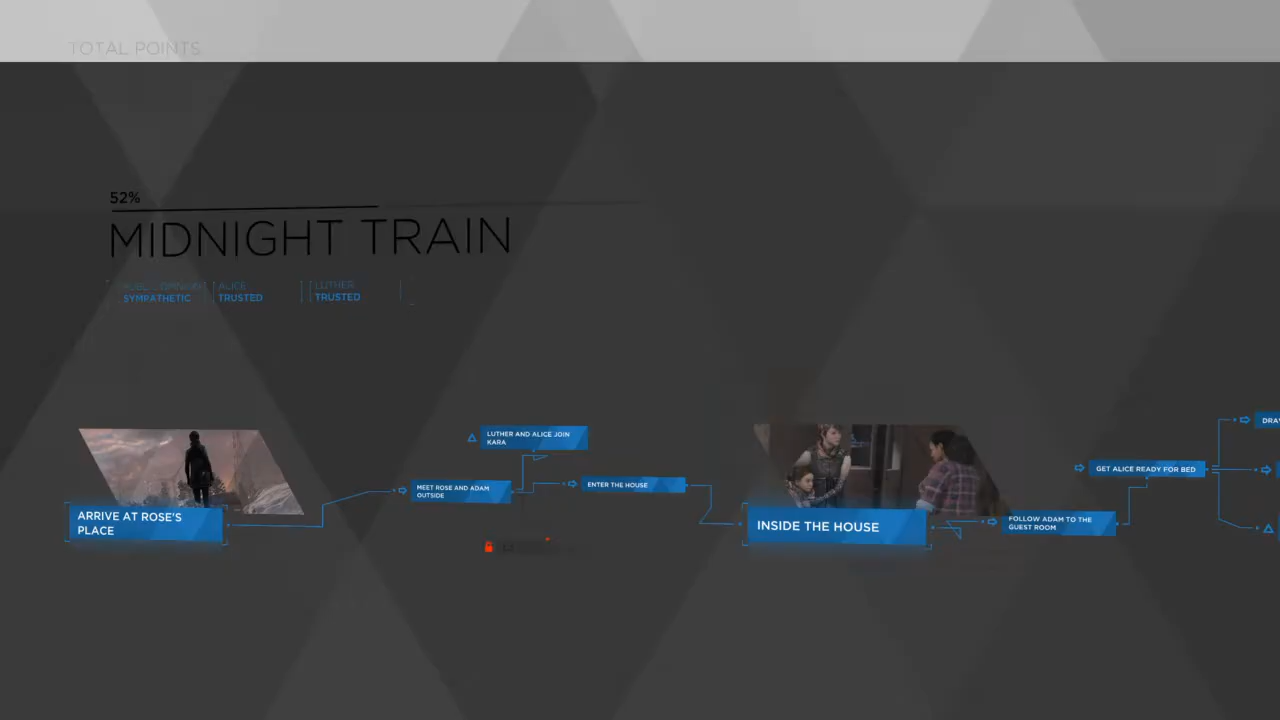 TOTAL POINTS
52%
MIDNIGHT TRAIN
PUBLIC OPINION
SYMPATHETIC
ALICE
TRUSTED
LUTHER
TRUSTED
LUTHER AND ALICE JOIN
KARA
MEET ROSE AND ADAM
OUTSIDE
ENTER THE HOUSE
ARRIVE AT ROSE'S
PLACE
INSIDE THE HOUSE
FOLLOW ADAM TO THE
GUEST ROOM
GET ALICE READY FOR BED